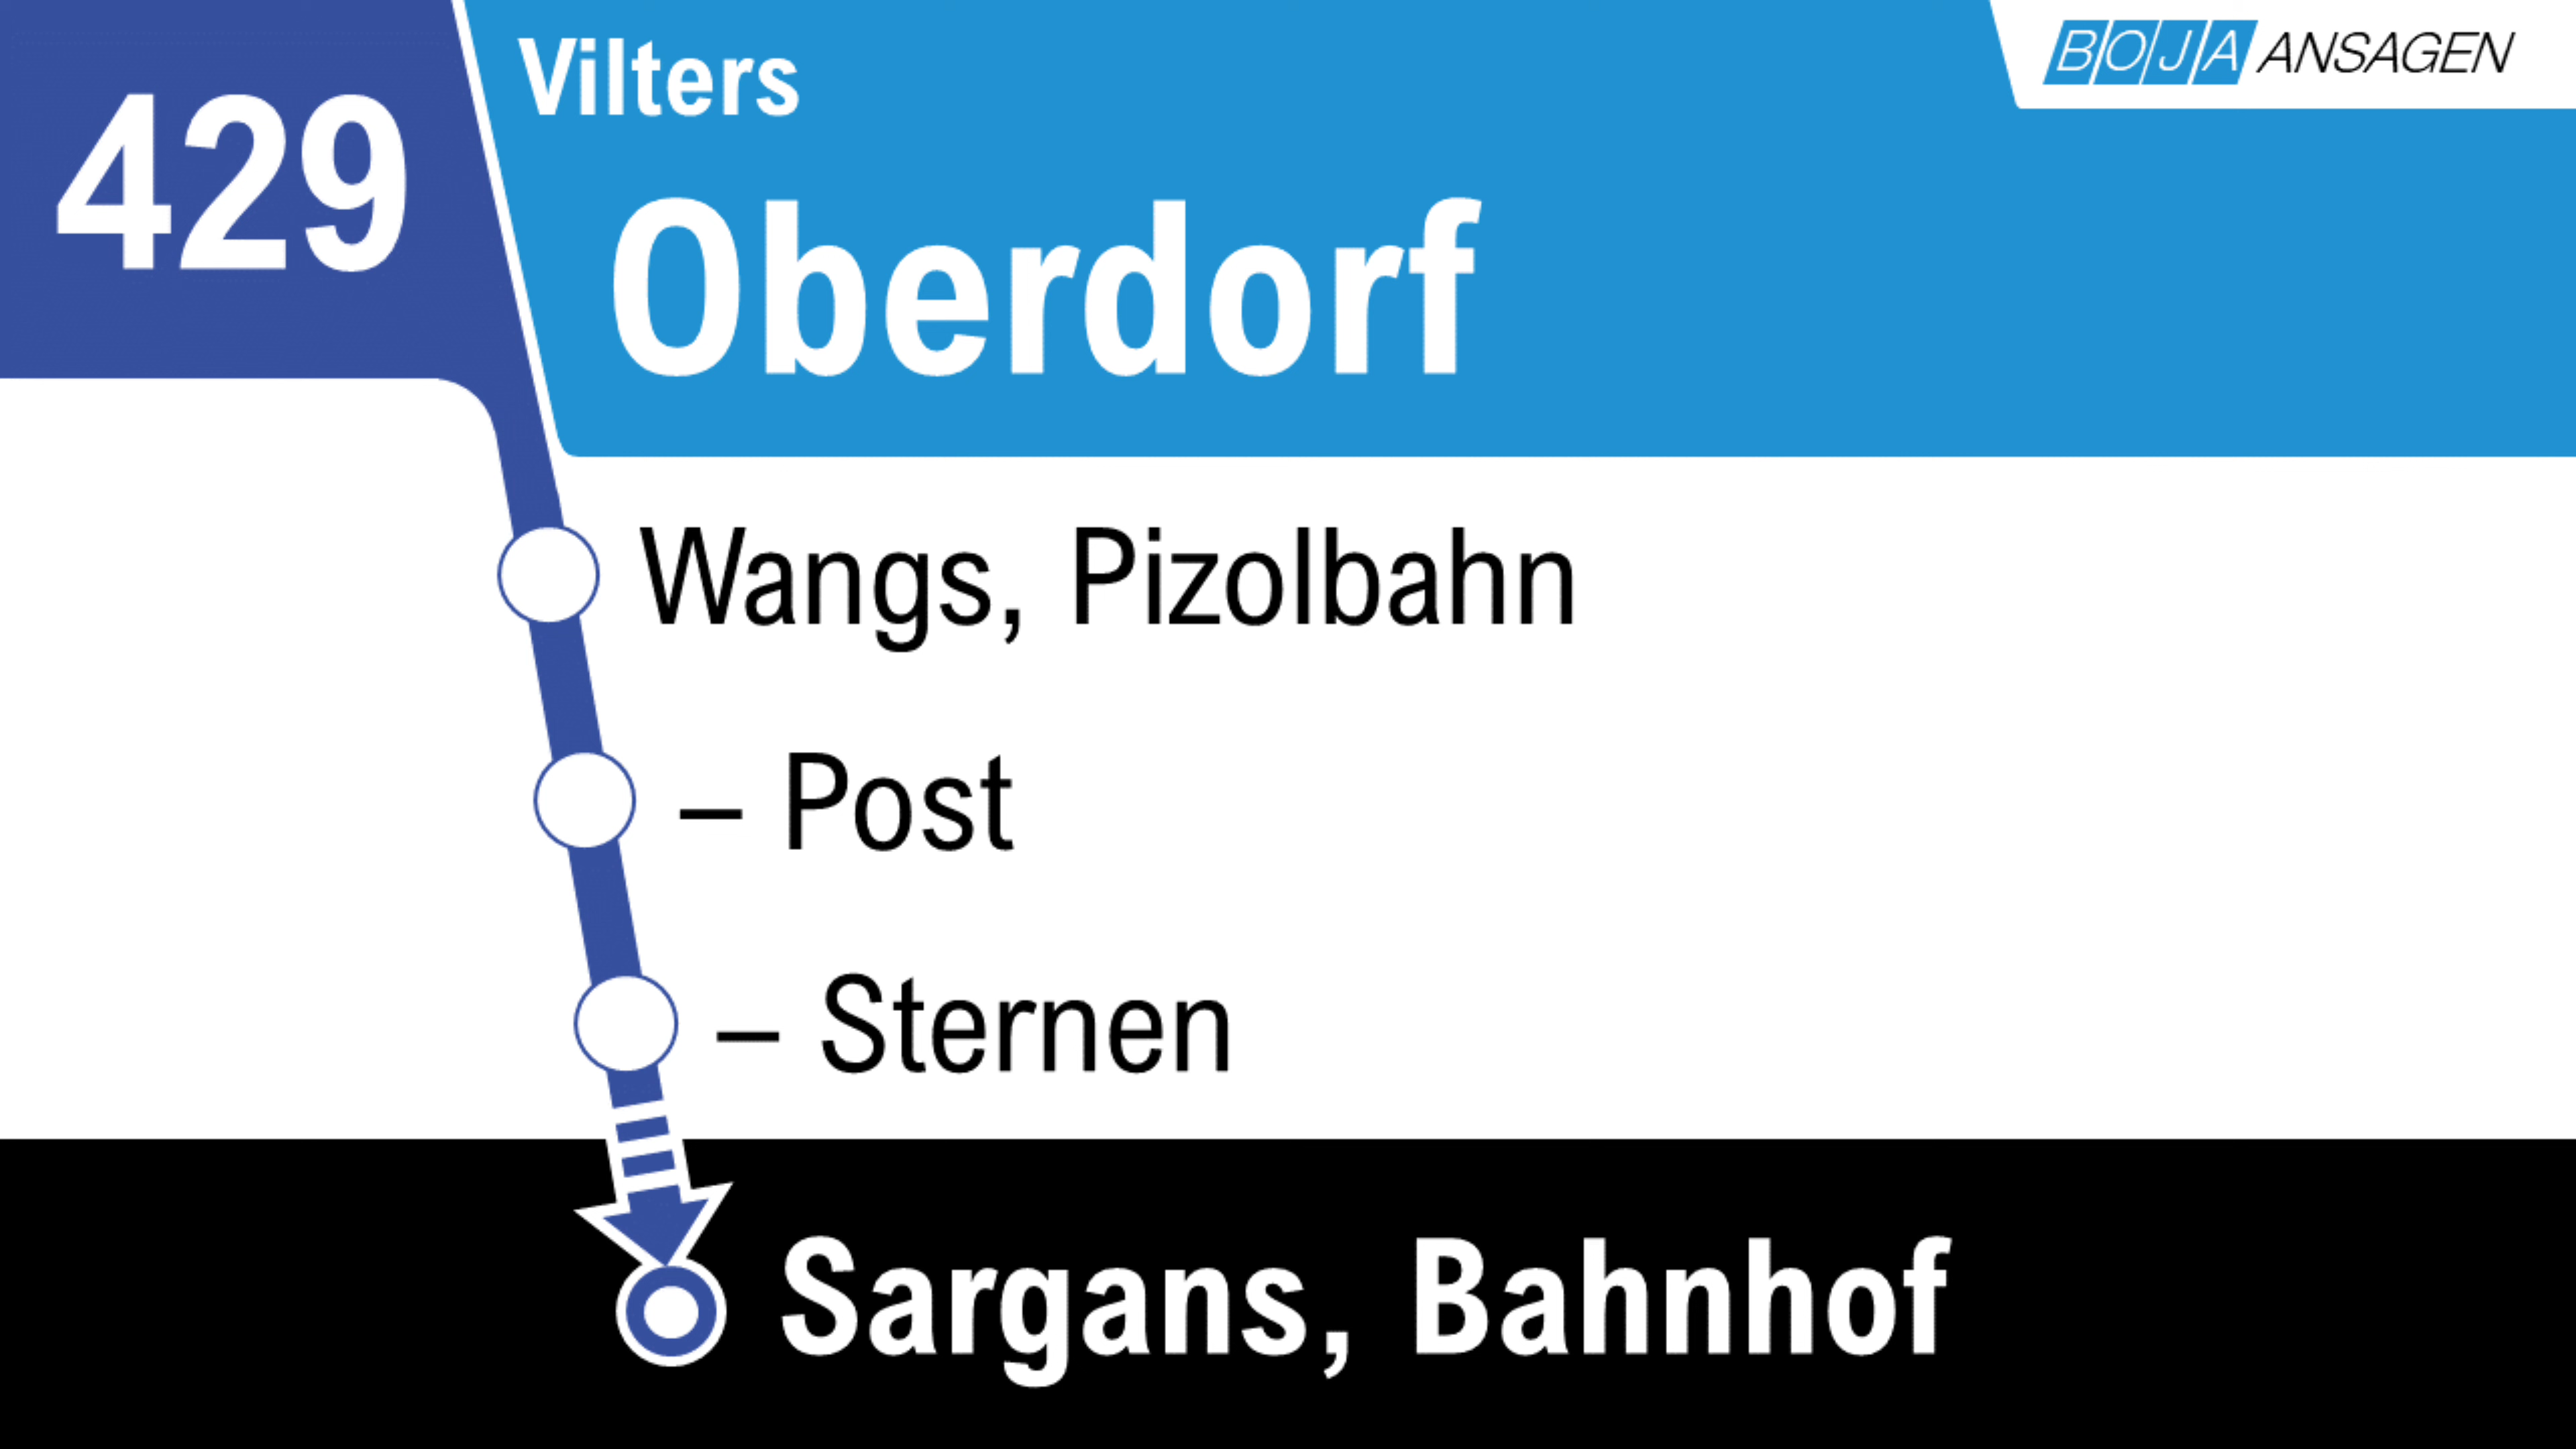 429
Vilters
BOJA ANSAGEN
Oberdorf
Wangs, Pizolbahn
– Post
– Sternen
Sargans, Bahnhof